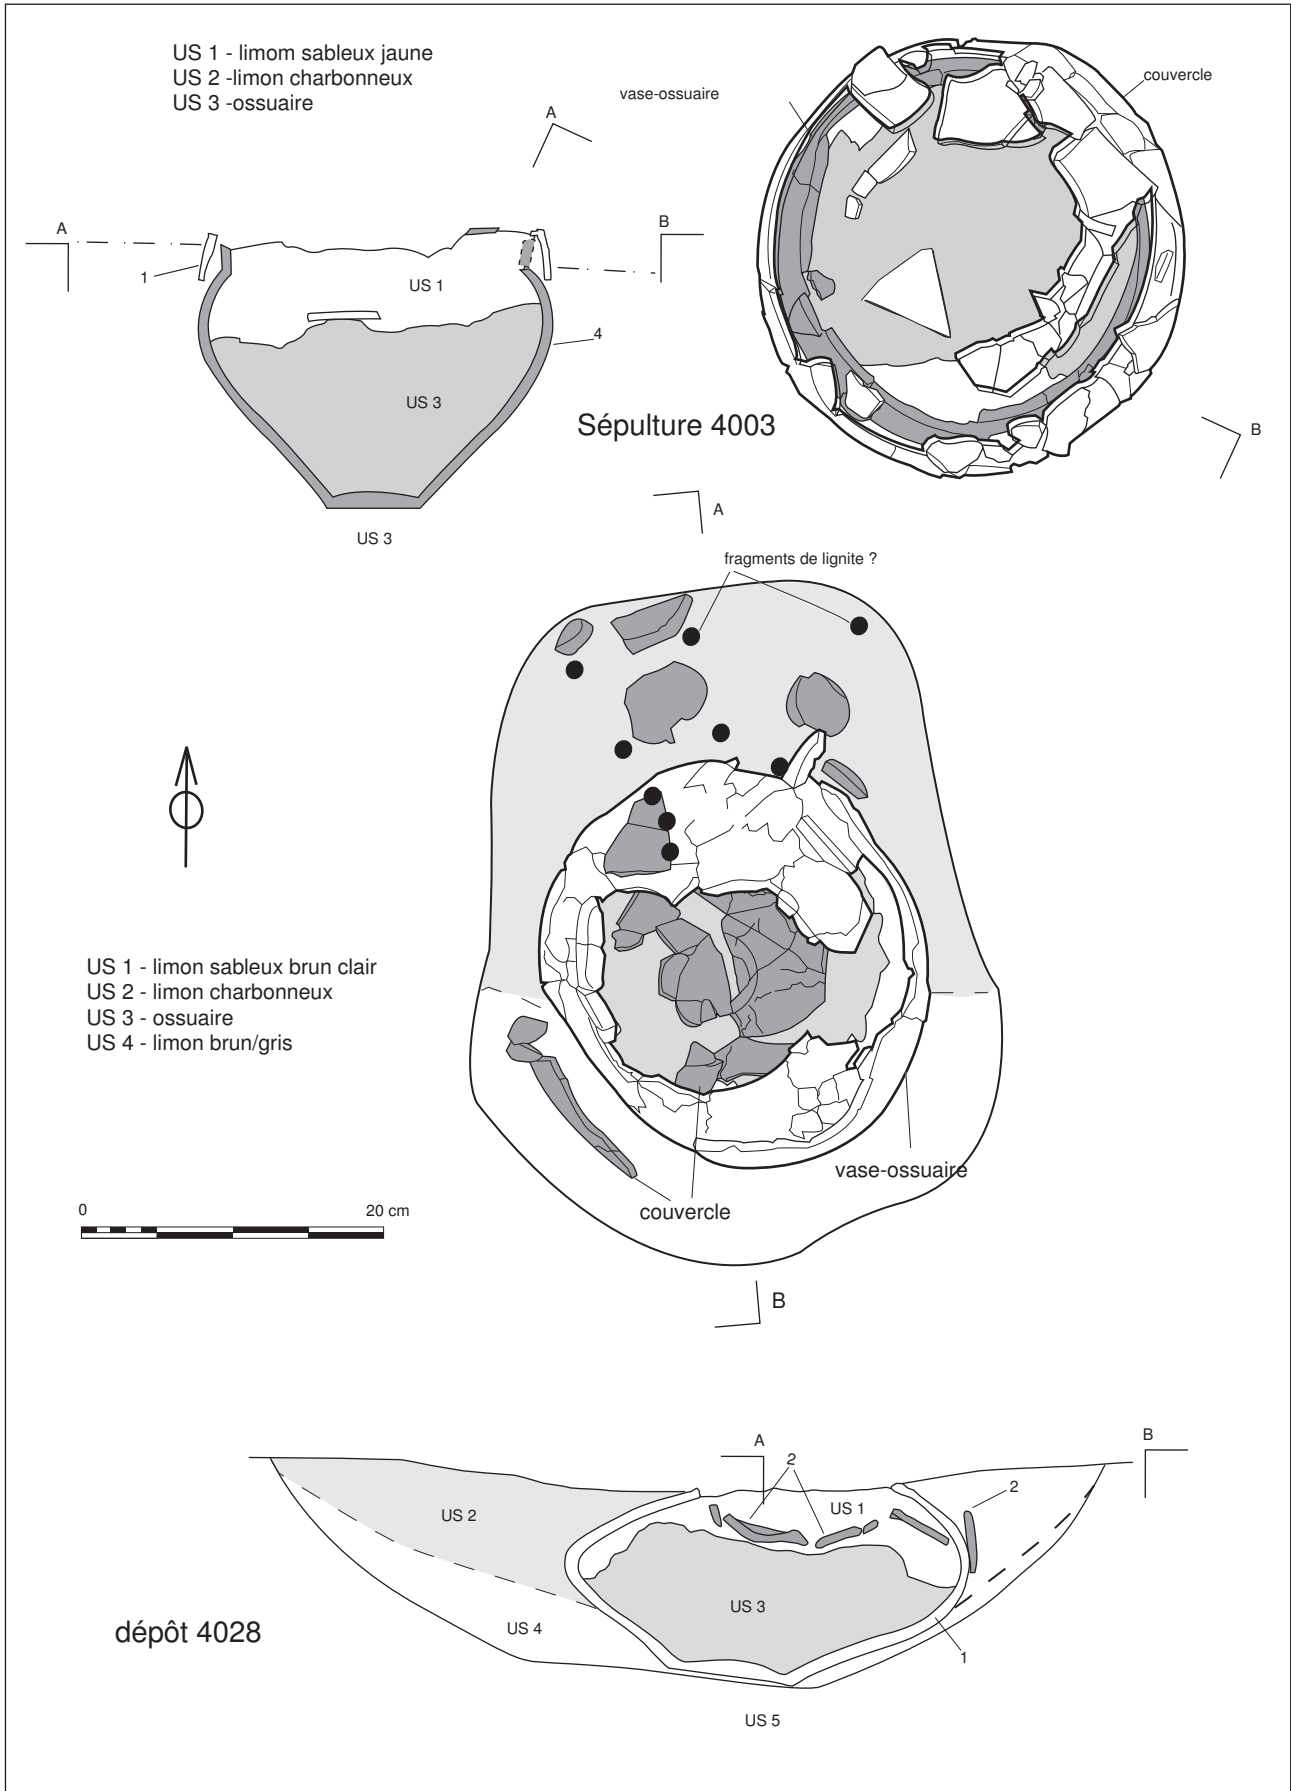 US 1 - limom sableux jaune
US 2 -limon charbonneux
US 3 -ossuaire
vase-ossuaire
couvercle
A
A
B
1
US 1
4
US 3
Sépulture 4003
B
US 3
A
fragments de lignite ?
US 1 - limon sableux brun clair
US 2 - limon charbonneux
US 3 - ossuaire
US 4 - limon brun/gris
vase-ossuaire
couvercle
0 20 cm
B
A
B
2
2
US 2
US 1
US 3
US 4
dépôt 4028
1
US 5